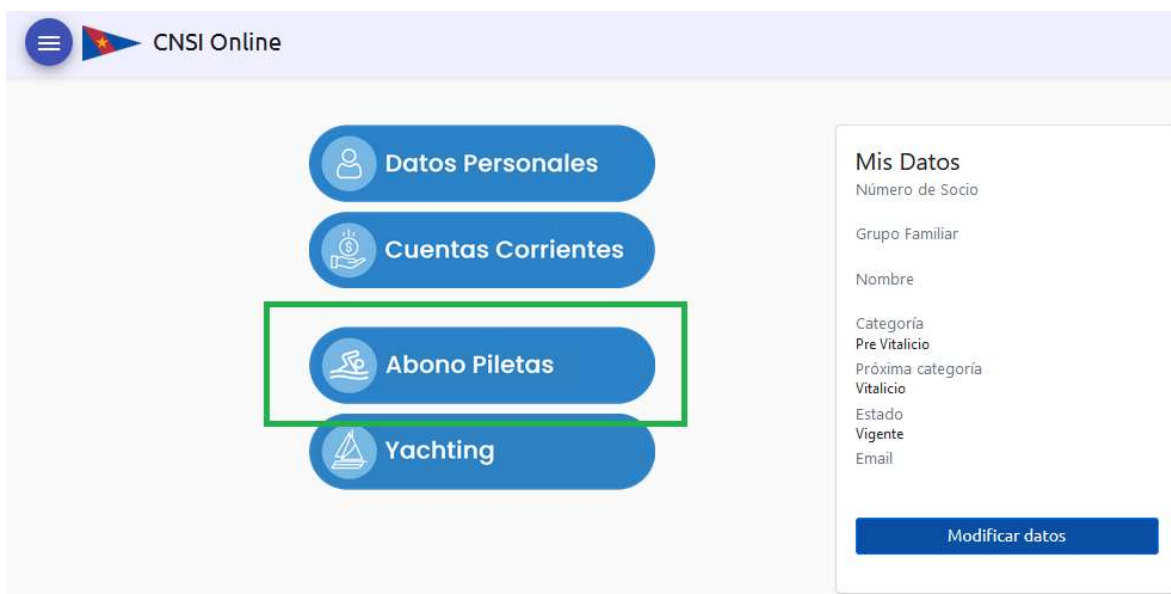 CNSI Online
Datos Personales
Cuentas Corrientes
Abono Piletas
Yachting
Mis Datos
Número de Socio
Grupo Familiar
Nombre
Categoría
Pre Vitalicio
Próxima categoría
Vitalicio
Estado
Vigente
Email
Modificar datos